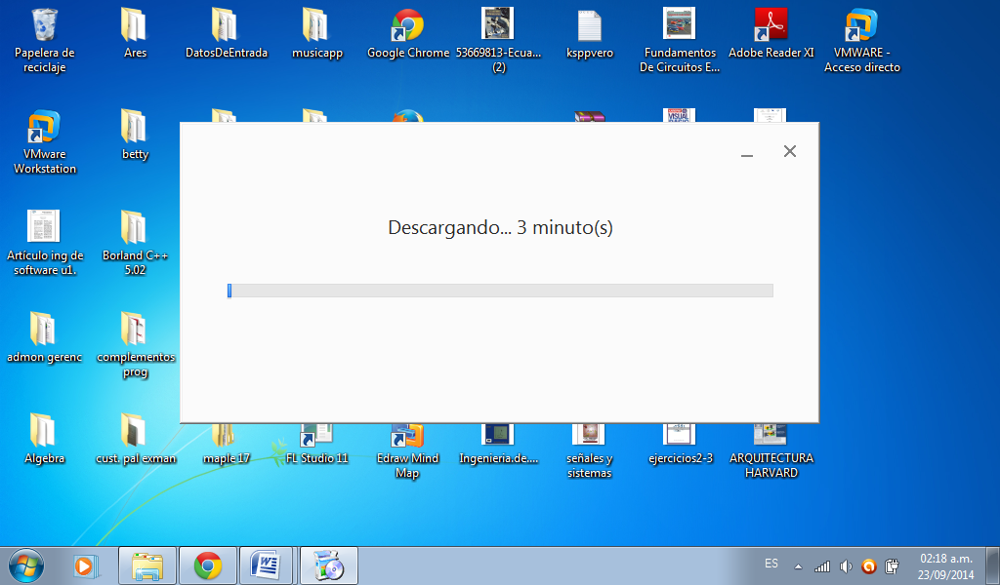 Papelera de
reciclaje
Ares
DatosDeEntrada
musicapp
Google Chrome
53669813-Ecua...
(2)
ksppvero
Fundamentos
De Circuitos E...
Adobe Reader XI
VMWARE -
Acceso directo
VMware
Workstation
betty
VISUAL
Descargando... 3 minuto(s)
Artículo ing de
software u1.
Borland C++
5.02
admon gerenc
complementos
prog
Algebra
cust. pal exman
maple 17
FL Studio 11
Edraw Mind
Map
Ingenieria.de....
señales y
sistemas
ejercicios2-3
ARQUITECTURA
HARVARD
ES
02:18 a.m.
23/09/2014